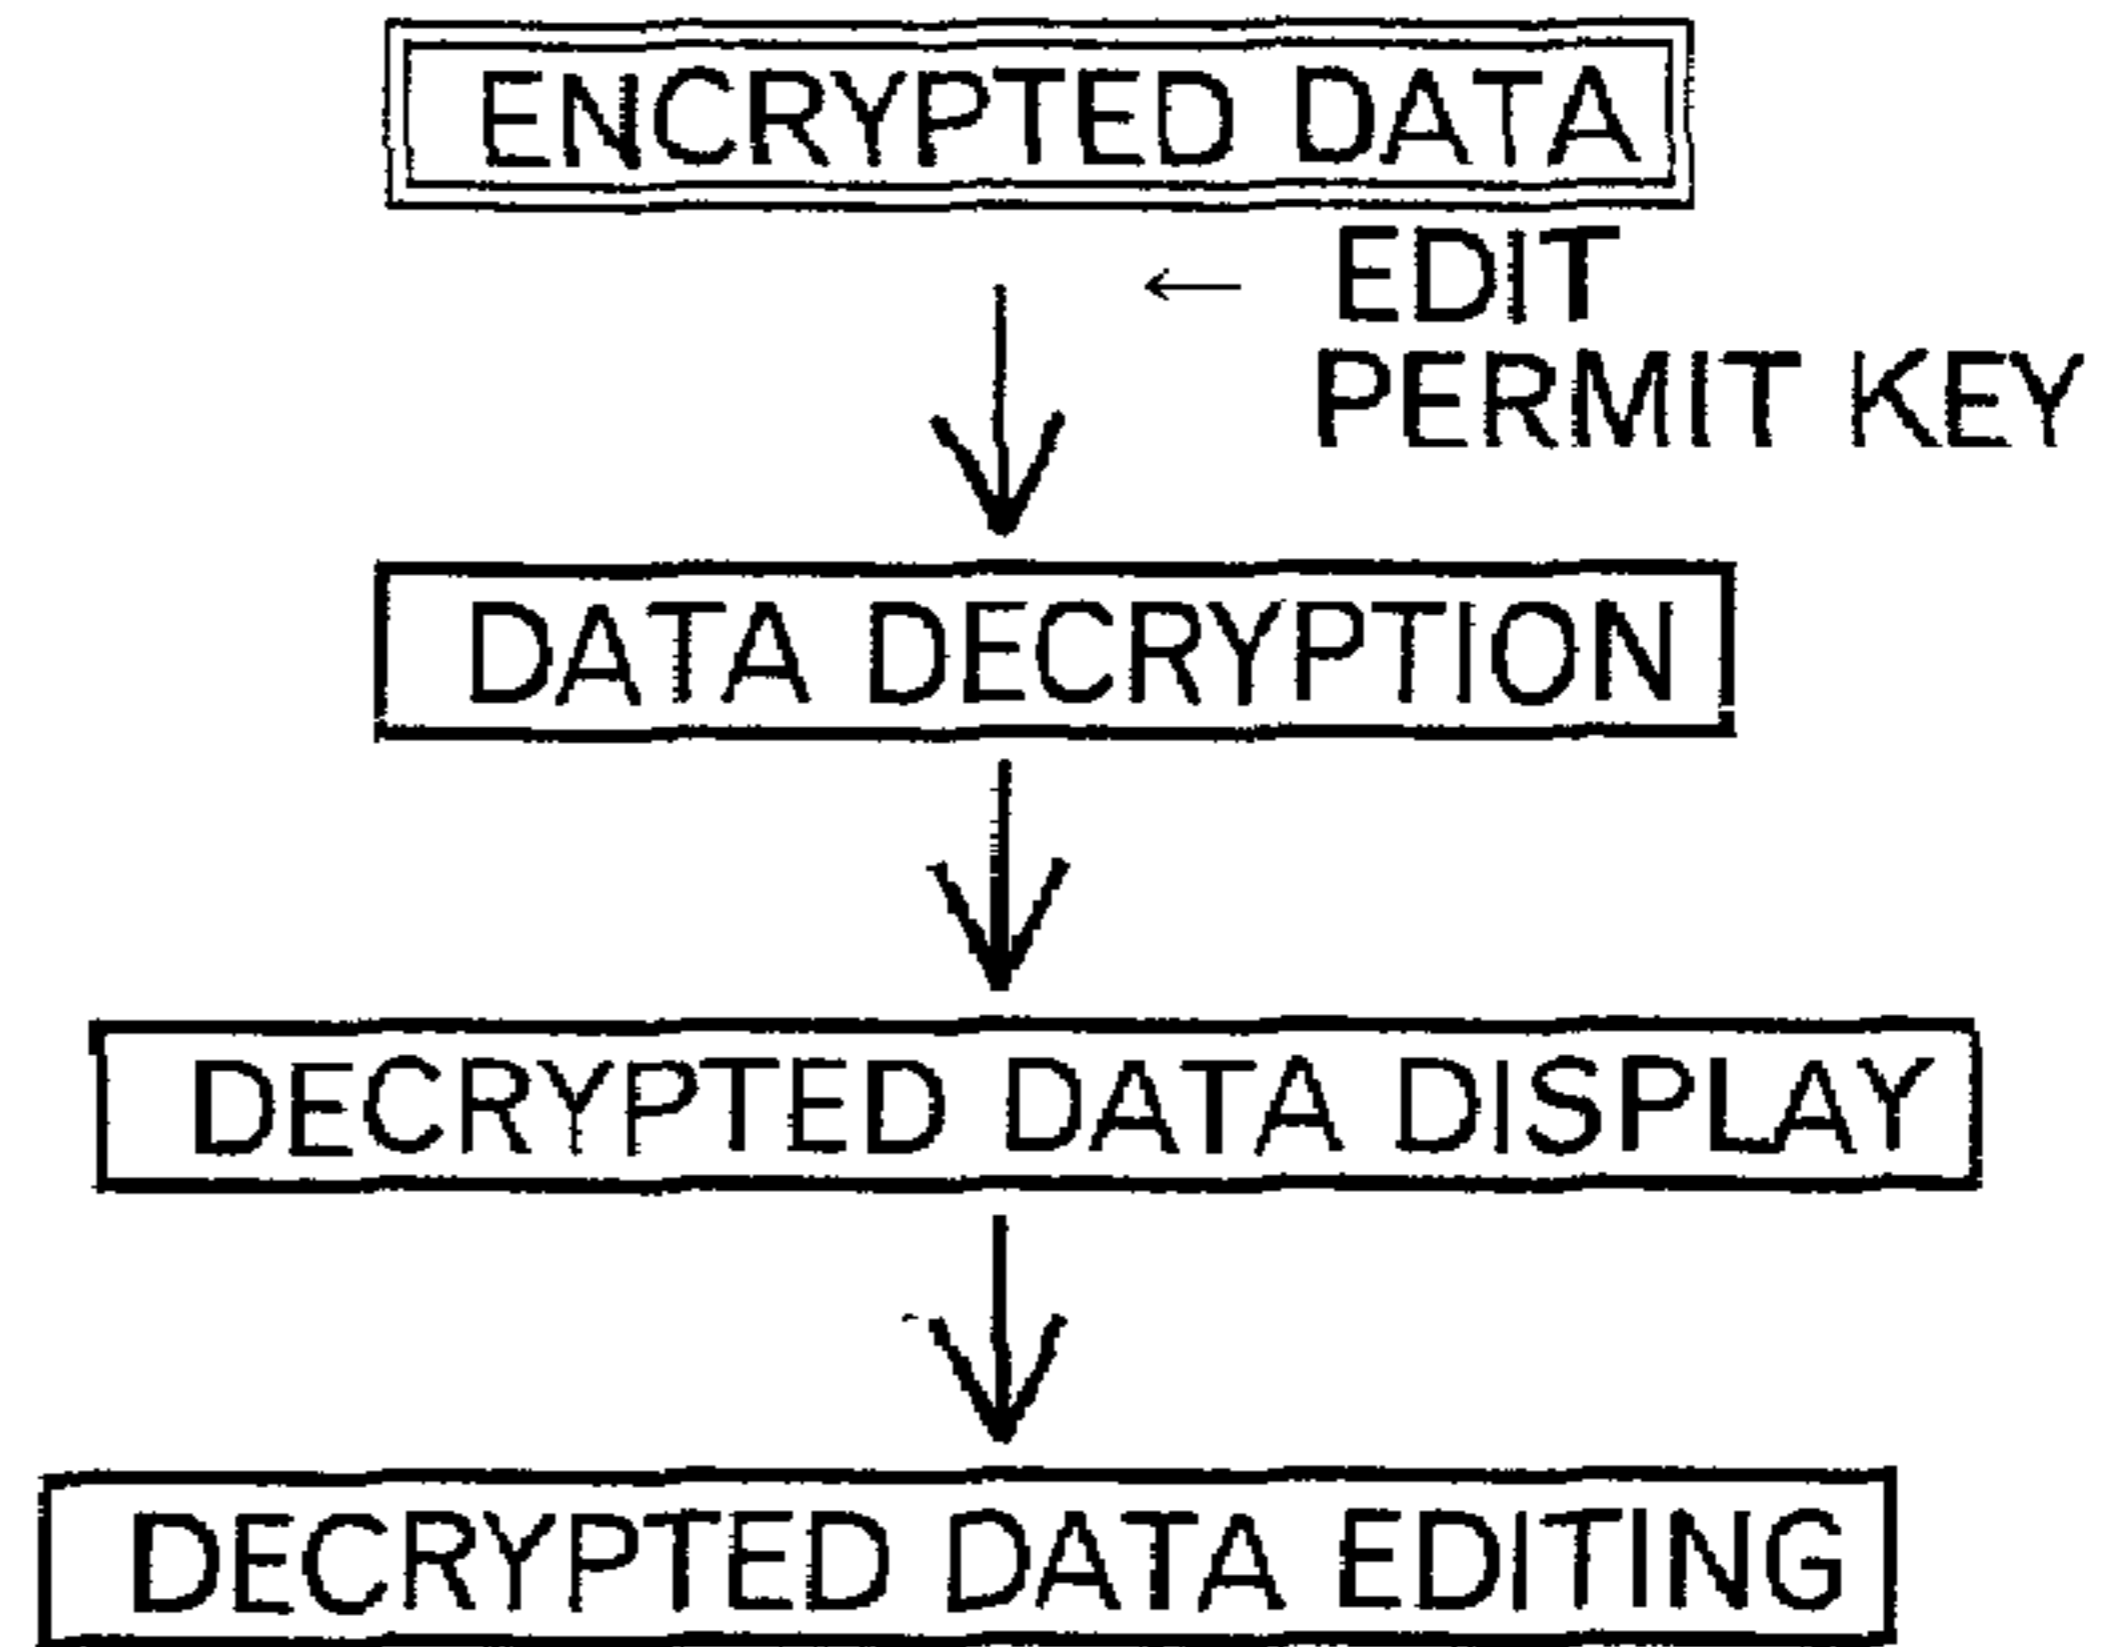 ENCRYPTED DATA
← EDIT
PERMIT KEY
DATA DECRYPTION
DECRYPTED DATA DISPLAY
DECRYPTED DATA EDITING